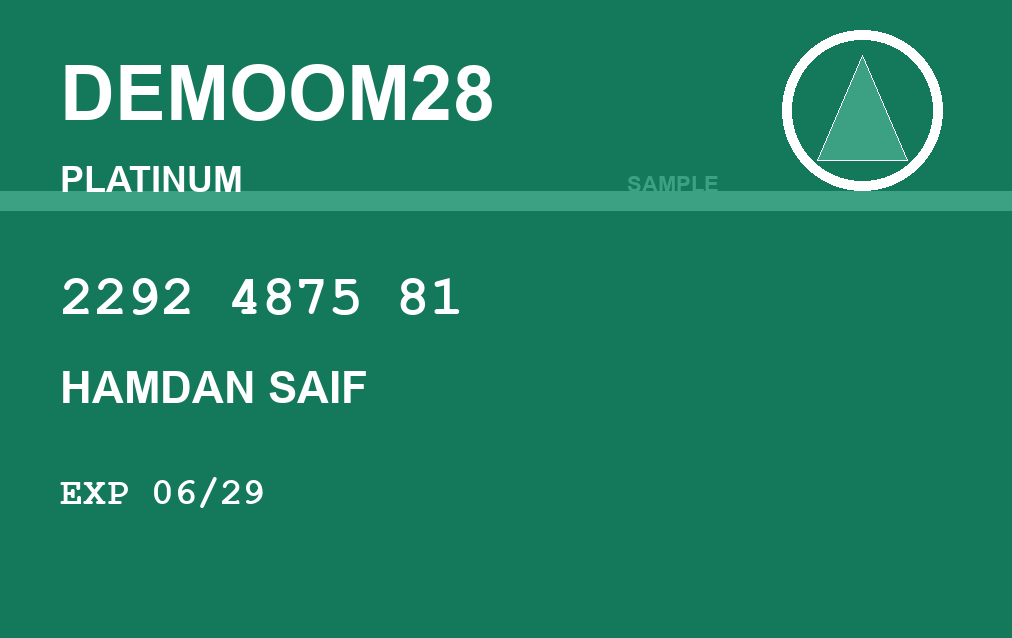 DEMOOM28
PLATINUM
SAMPLE
2292 4875 81
HAMDAN SAIF
EXP 06/29